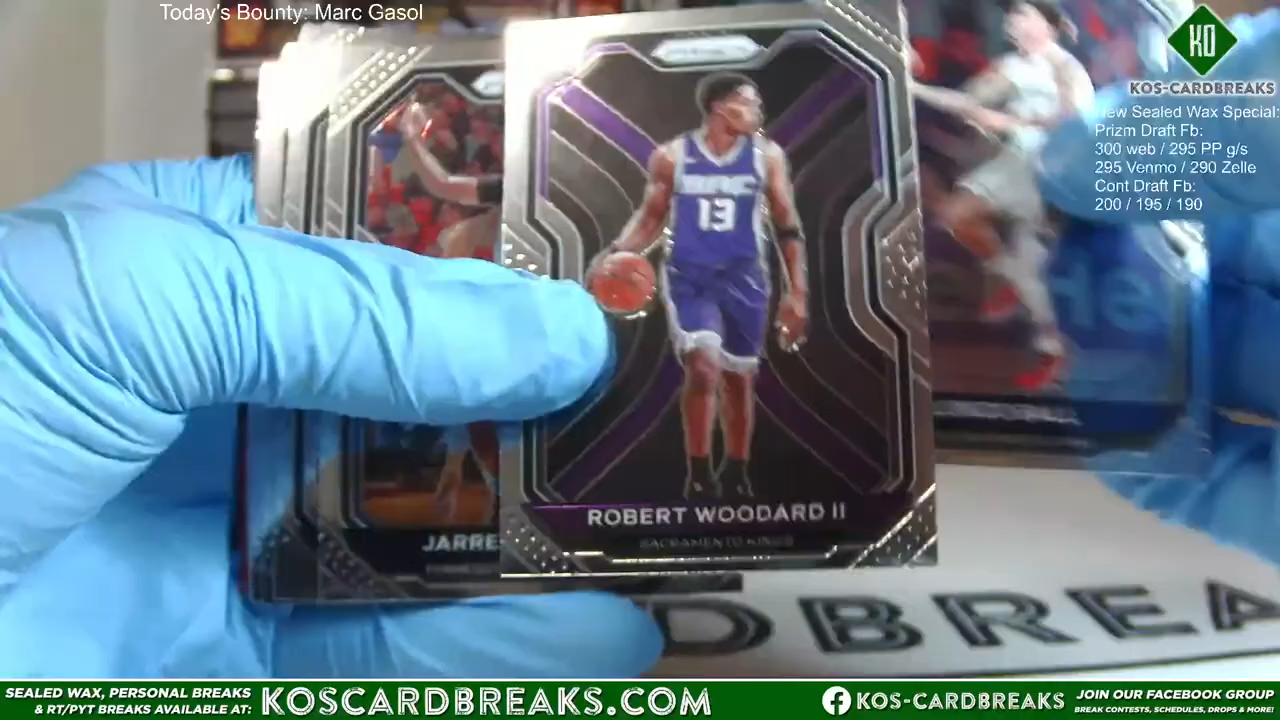 Today's Bounty: Marc Gasol
KO
KOS-CARDBREAKS
New Sealed Wax Special:
Prizm Draft Fb:
300 web / 295 PP g/s
295 Venmo / 290 Zelle
Cont Draft Fb:
200 / 195 / 190
PRIZM
SAC
13
ROBERT WOODARD II
SACRAMENTO KINGS
JARRE
DBREA
SEALED WAX, PERSONAL BREAKS
& RT/PYT BREAKS AVAILABLE AT:
KOSCARDBREAKS.COM
KOS-CARDBREAKS
JOIN OUR FACEBOOK GROUP
BREAK CONTESTS, SCHEDULES, DROPS & MORE!